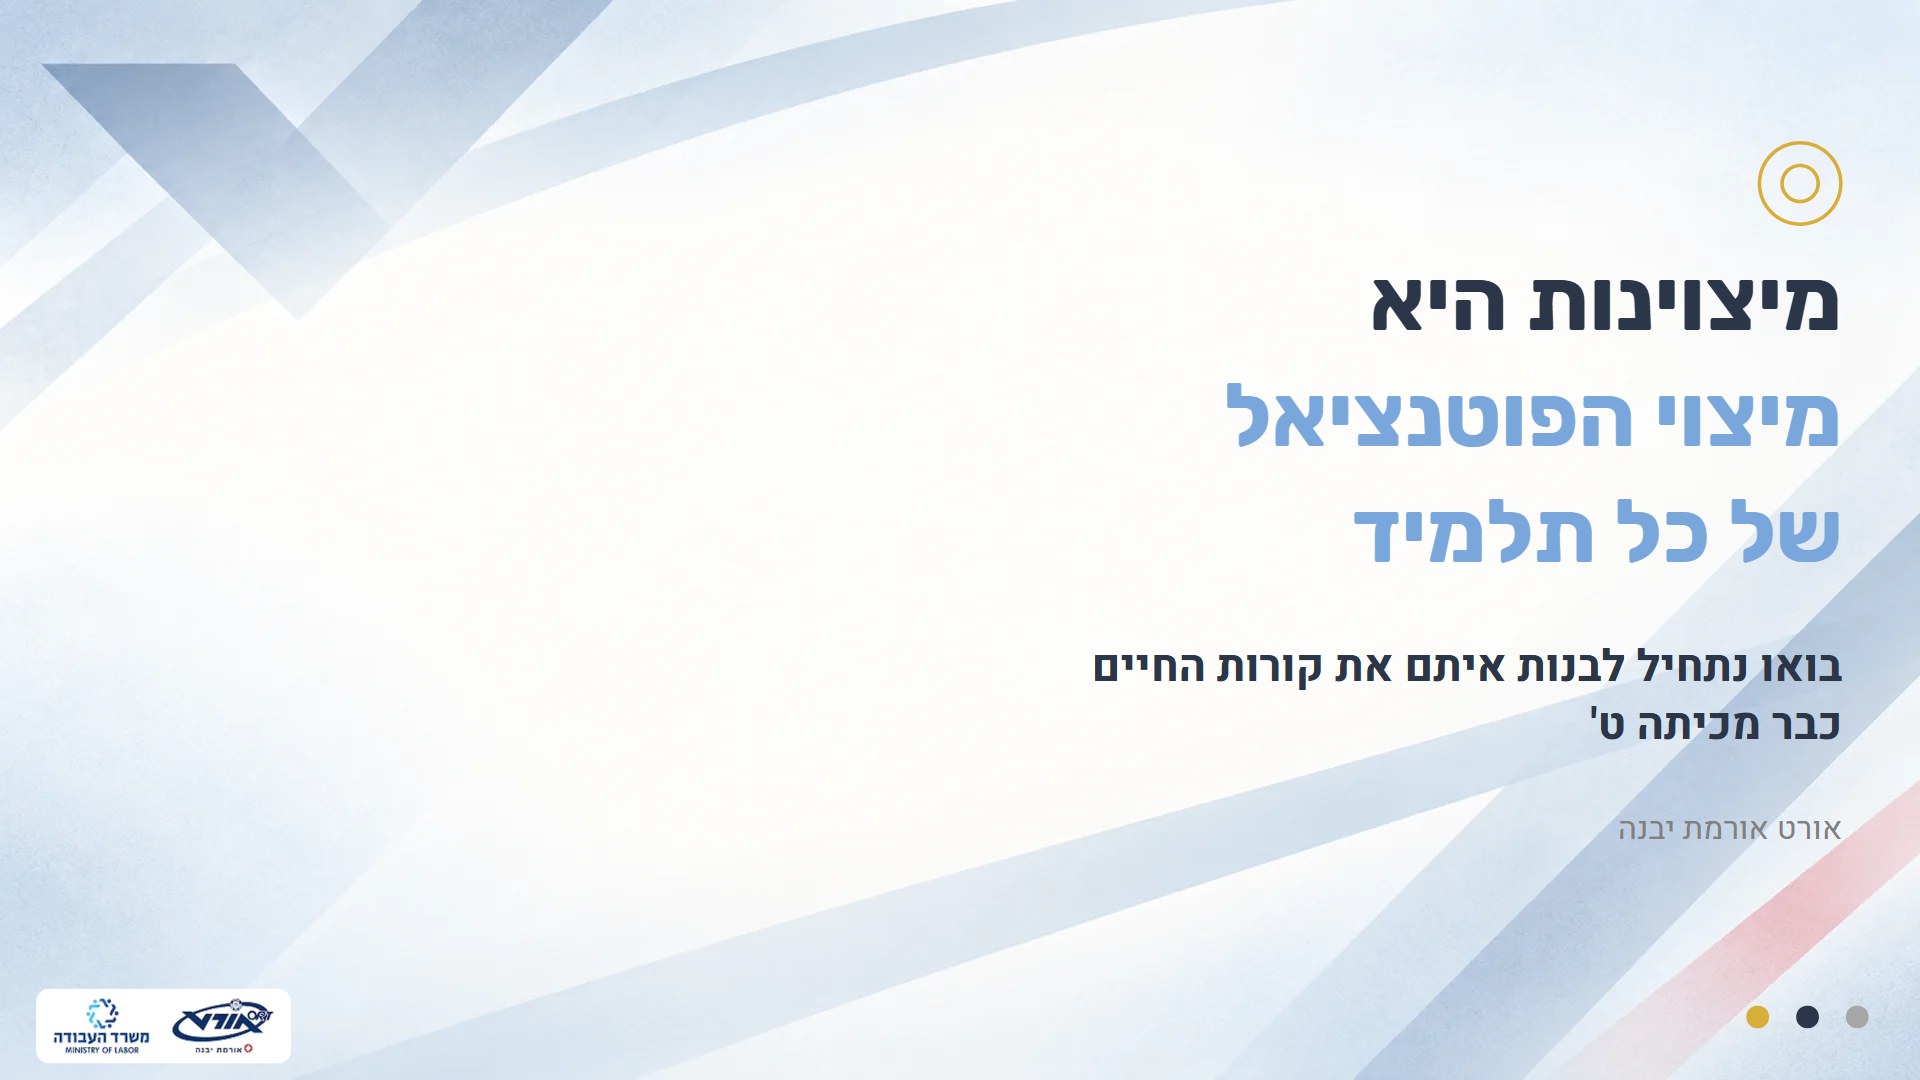 מיצוינות היא
מיצוי הפוטנציאל
של כל תלמיד
בואו נתחיל לבנות איתם את קורות החיים
כבר מכיתה ט'
אורט אורמת יבנה
ORT
אורט
אורמת יבנה
משרד העבודה
MINISTRY OF LABOR